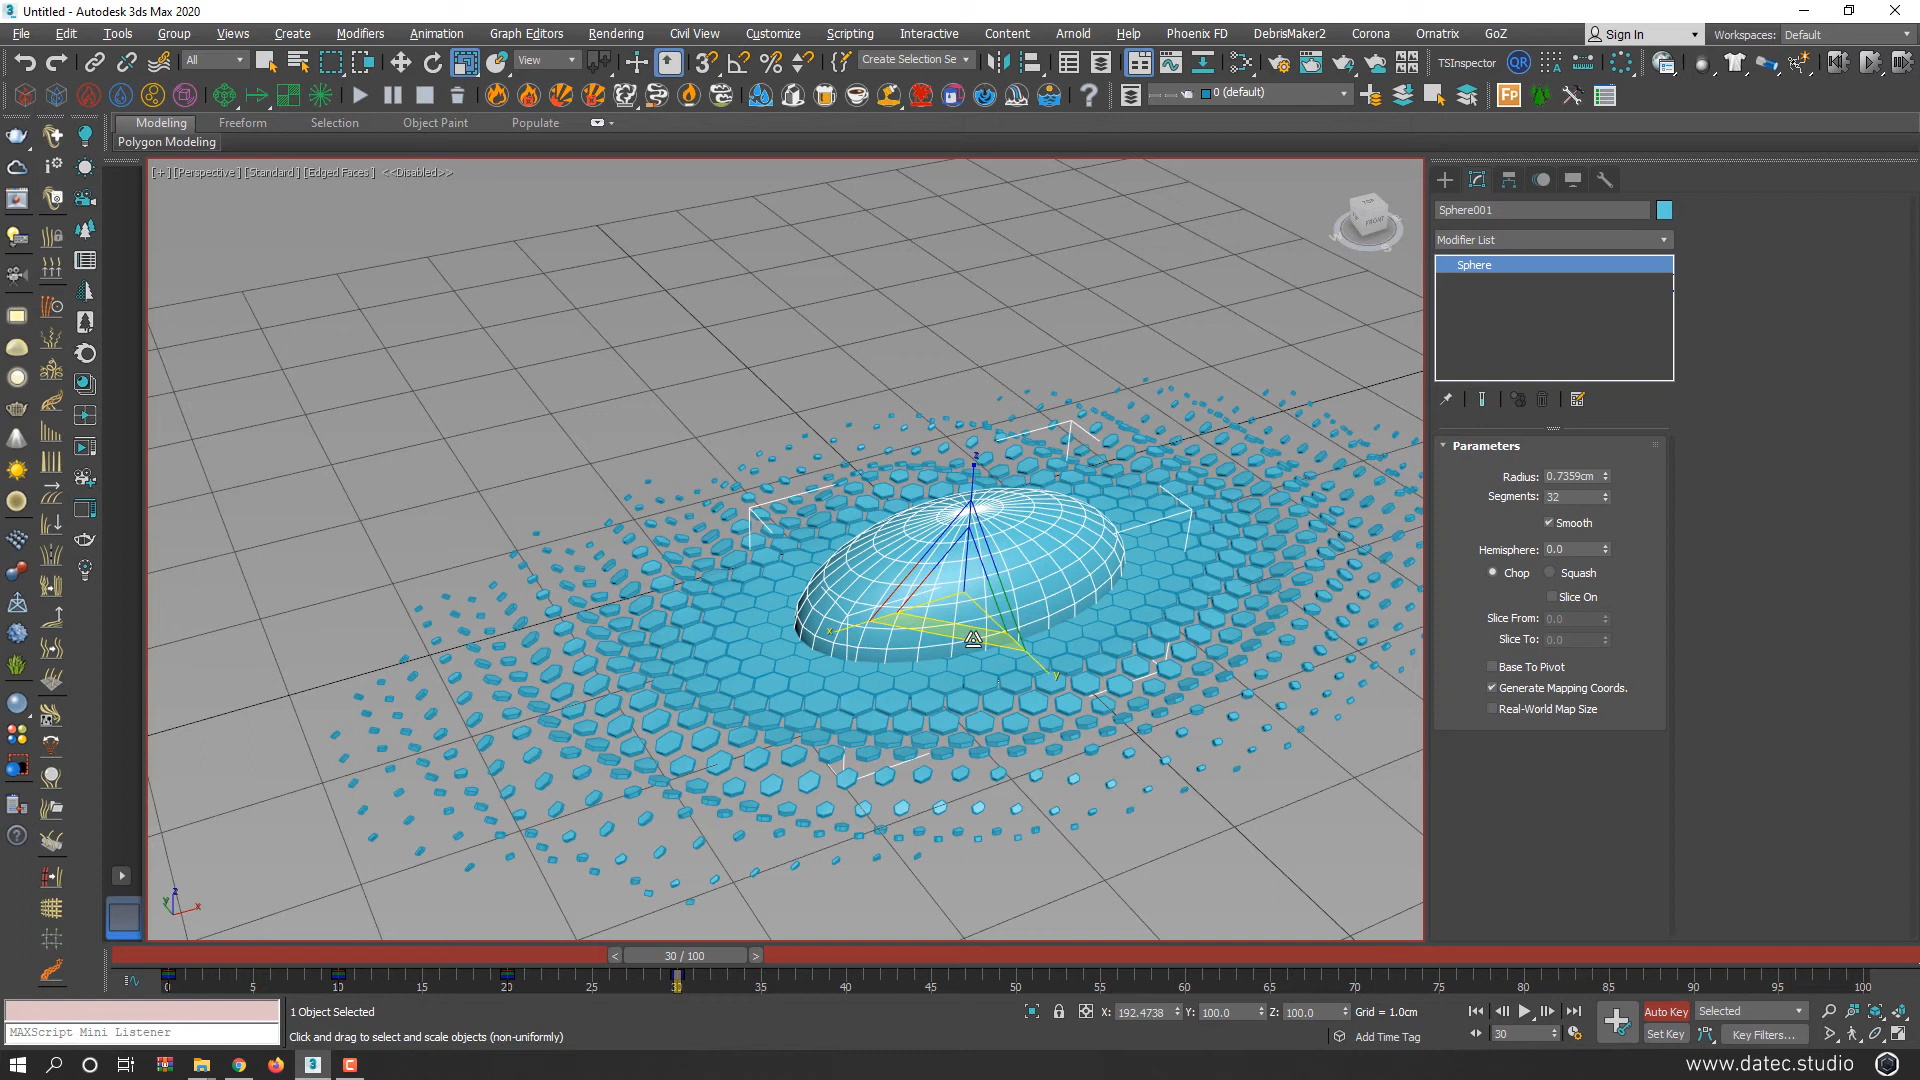 Untitled - Autodesk 3ds Max 2020
File Edit Tools Group Views Create Modifiers Animation Graph Editors Rendering Civil View Customize Scripting Interactive Content Arnold Help Phoenix FD DebrisMaker2 Corona Ornatrix GoZ Sign In Workspaces: Default
All View Create Selection Se TSInspector QR
0 (default) FP
Modeling Freeform Selection Object Paint Populate
Polygon Modeling
[+] [Perspective] [Standard] [Edged Faces] <<Disabled>>
TOP
FRONT
Sphere001
Modifier List
Sphere
Parameters
Radius: 0.7359cm
Segments: 32
Smooth
Hemisphere: 0.0
Chop Squash
Slice On
Slice From: 0.0
Slice To: 0.0
Base To Pivot
Generate Mapping Coords.
Real-World Map Size
z
x
y
z
y x
< 30 / 100 >
0 5 10 15 20 25 30 35 40 45 50 55 60 65 70 75 80 85 90 95 100
1 Object Selected X: 192.4738 Y: 100.0 Z: 100.0 Grid = 1.0cm Auto Key Selected
MAXScript Mini Listener
Click and drag to select and scale objects (non-uniformly) Add Time Tag 30 Set Key Key Filters...
www.datec.studio